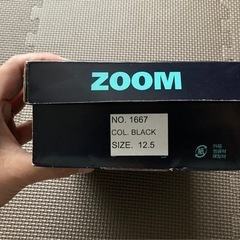 ZOOM
NO. 1667
COL. BLACK
SIZE. 12.5